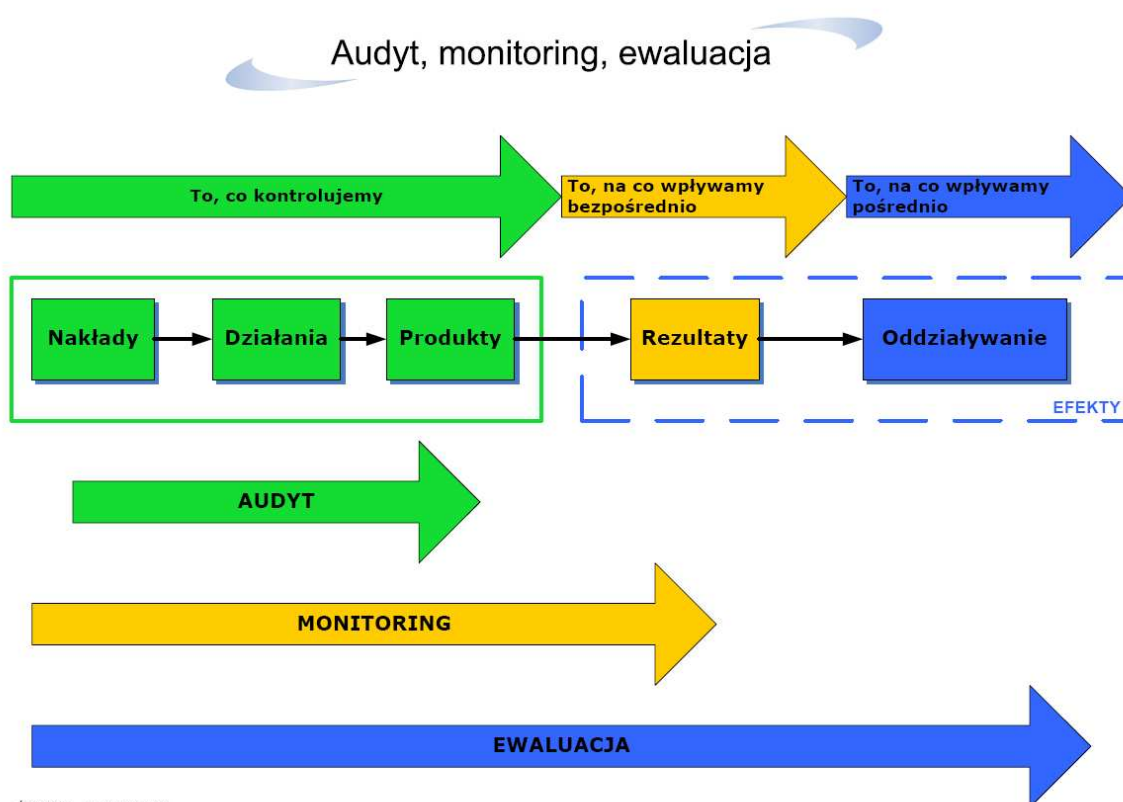 Audyt, monitoring, ewaluacja
To, co kontrolujemy
To, na co wpływamy
bezpośrednio
To, na co wpływamy
pośrednio
Nakłady
Działania
Produkty
Rezultaty
Oddziaływanie
EFEKTY
AUDYT
MONITORING
EWALUACJA